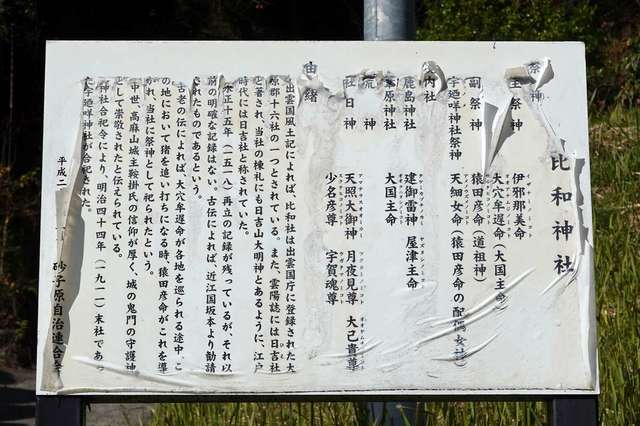 比和神社
祭神
主祭神 伊邪那美命
副祭神 大穴牟遅命(大国主命)
猿田彦命(道祖神)
宇廼咩神社祭神 天細女命(猿田彦命の配偶女神)
内社
鹿島神社 建御雷神 屋津主命
原神社 大国主命
荒神
社日神 天照大御神 月夜見尊 大己貴尊
少名彦尊 宇賀魂尊
由緒
出雲国風土記によれば、比和社は出雲国庁に登録された大
原郡十六社の一つとされている。また、雲陽誌には日吉社
と著され、当社の棟札にも日吉山大明神とあるように、江戸
時代には日吉社と称されていた。
永正十五年(一五一八)再立の記録が残っているが、それ以
前の明確な記録はない。古伝によれば、近江国坂本より勧請
されたものであるという。
古老の伝によれば、大穴牟遅命が各地を巡られる途中、こ
の地において猪を追い打ちになる時、猿田彦命がこれを導
かれ、当社に祭神として祀られたという。
中世、高麻山城主鞍掛氏の信仰が厚く、城の鬼門の守護神
として崇敬されたと伝えられている。
神社合祀令により、明治四十四年(一九一一)末社であっ
た宇廼咩神社が合祀された。
平成二
砂子原自治連合会